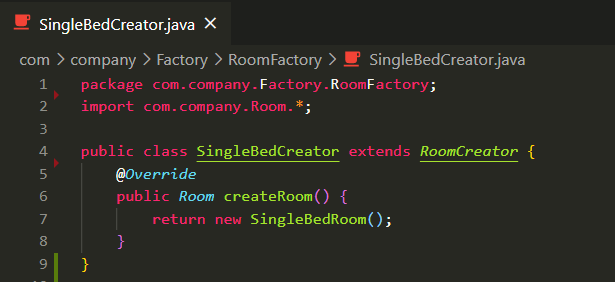 SingleBedCreator.java ×
com > company > Factory > RoomFactory > SingleBedCreator.java
1 package com.company.Factory.RoomFactory;
2 import com.company.Room.*;
3
4 public class SingleBedCreator extends RoomCreator {
5     @Override
6     public Room createRoom() {
7         return new SingleBedRoom();
8     }
9 }